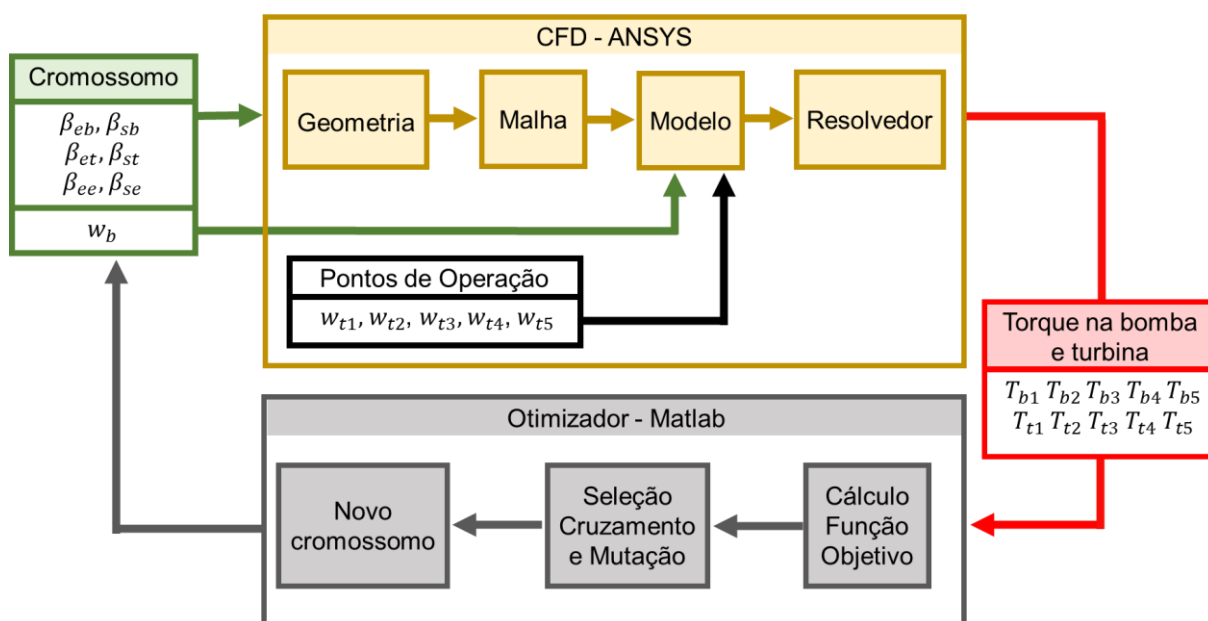 CFD - ANSYS
Cromossomo
β_eb, β_sb
β_et, β_st
β_ee, β_se
w_b
Geometria
Malha
Modelo
Resolvedor
Pontos de Operação
w_t1, w_t2, w_t3, w_t4, w_t5
Torque na bomba
e turbina
T_b1 T_b2 T_b3 T_b4 T_b5
T_t1 T_t2 T_t3 T_t4 T_t5
Otimizador - Matlab
Novo
cromossomo
Seleção
Cruzamento
e Mutação
Cálculo
Função
Objetivo